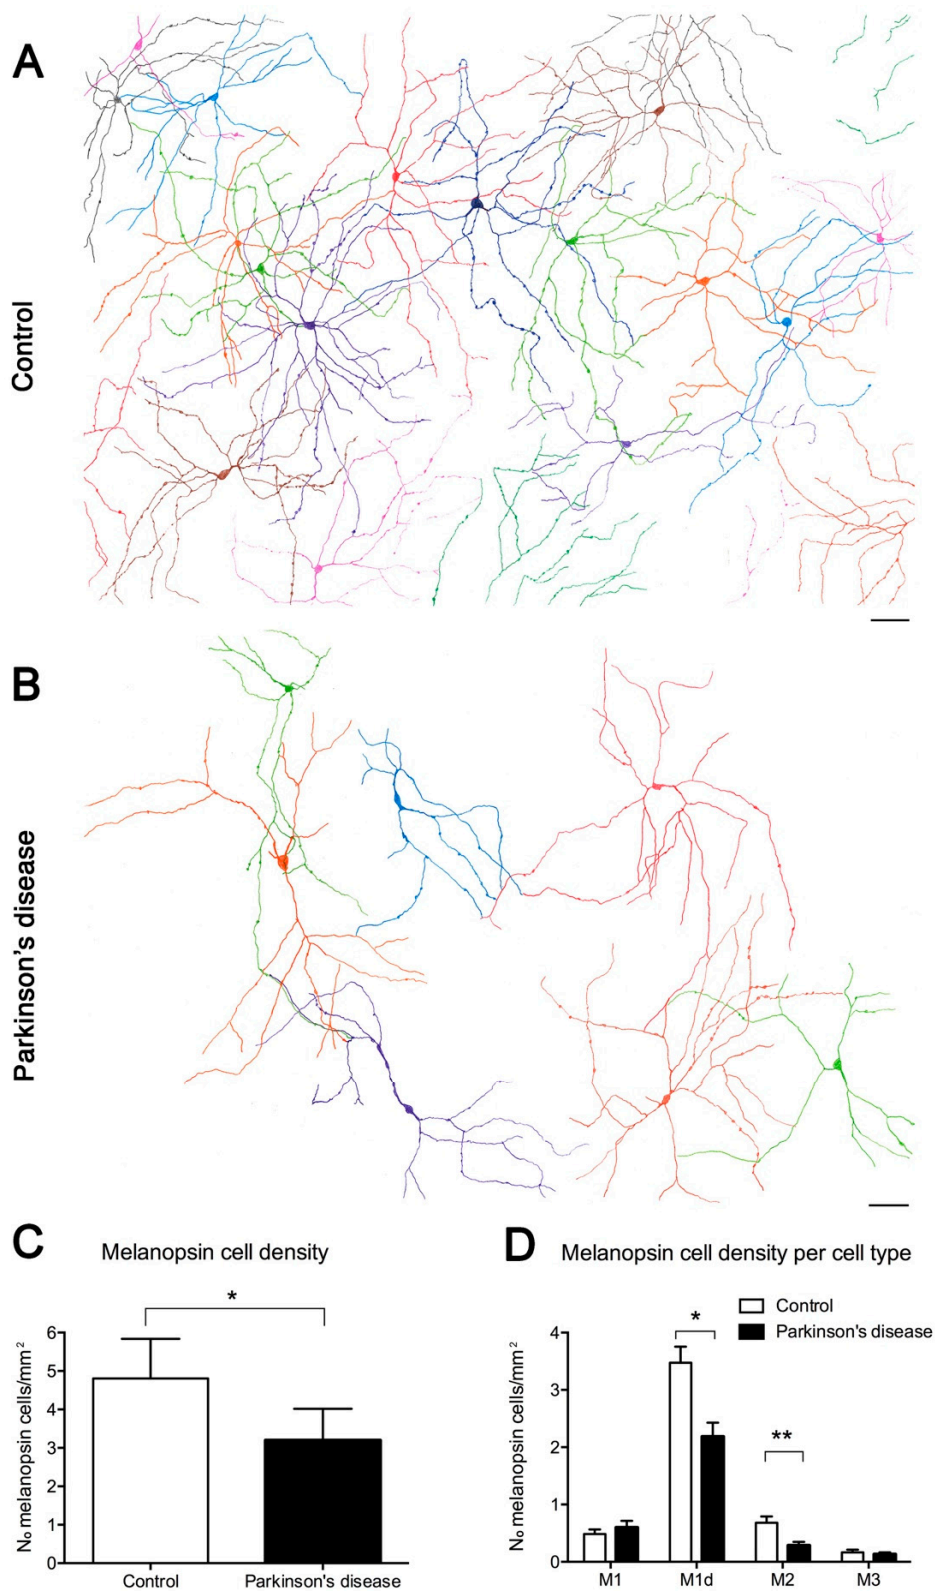 A
Control
B
Parkinson's disease
C
Melanopsin cell density
*
Nₒ melanopsin cells/mm²
6
5
4
3
2
1
0
Control
Parkinson's disease
D
Melanopsin cell density per cell type
Control
Parkinson's disease
*
**
Nₒ melanopsin cells/mm²
4
3
2
1
0
M1
M1d
M2
M3